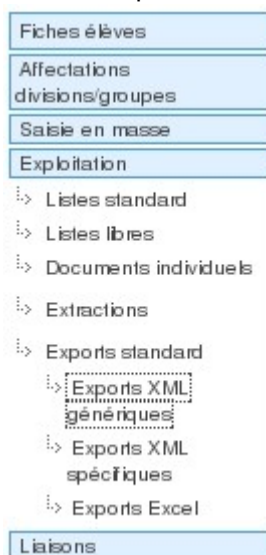 Fiches élèves
Affectations
divisions/groupes
Saisie en masse
Exploitation
Listes standard
Listes libres
Documents individuels
Extractions
Exports standard
Exports XML
génériques
Exports XML
spécifiques
Exports Excel
Liaisons